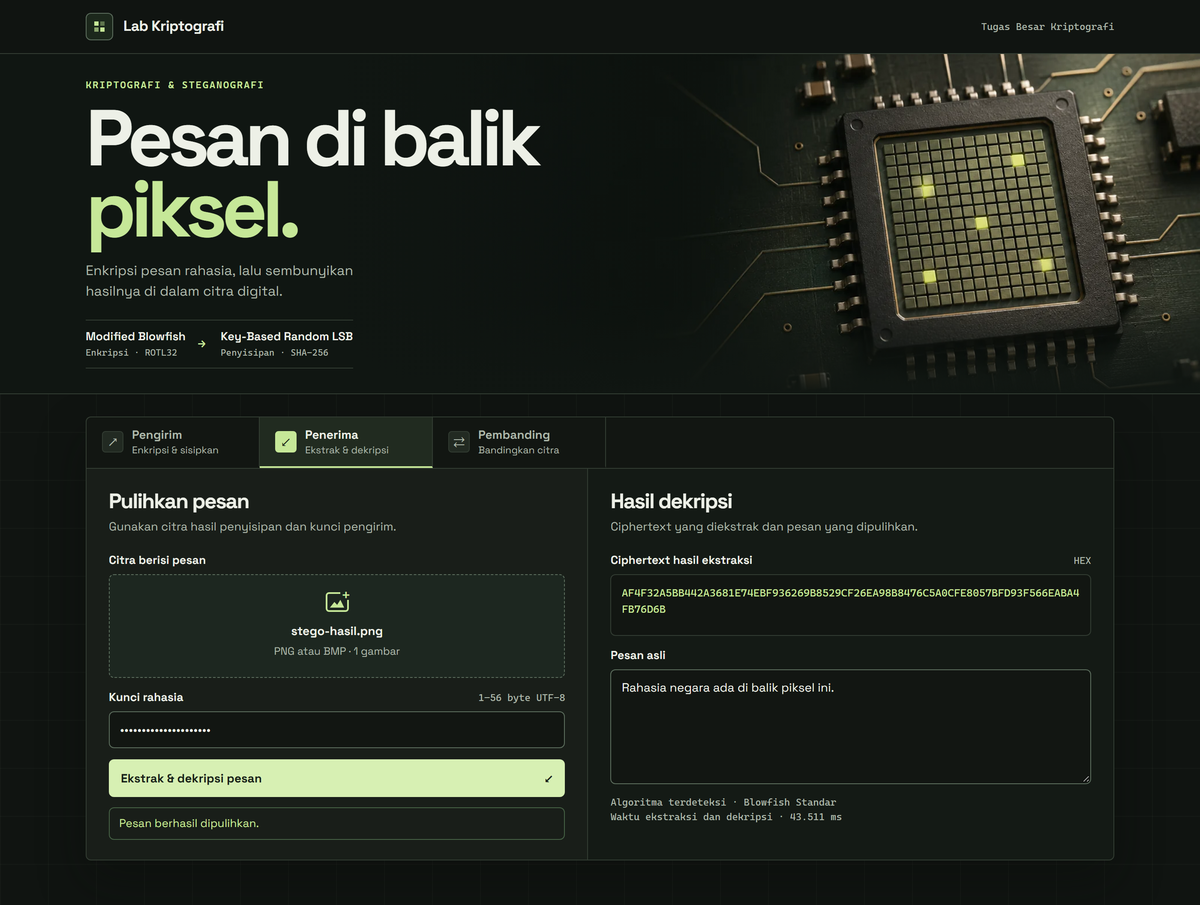 Lab Kriptografi
Tugas Besar Kriptografi
KRIPTOGRAFI & STEGANOGRAFI
Pesan di balik
piksel.
Enkripsi pesan rahasia, lalu sembunyikan
hasilnya di dalam citra digital.
Modified Blowfish
Enkripsi · ROTL32
→
Key-Based Random LSB
Penyisipan · SHA-256
Pengirim
Enkripsi & sisipkan
Penerima
Ekstrak & dekripsi
Pembanding
Bandingkan citra
Pulihkan pesan
Gunakan citra hasil penyisipan dan kunci pengirim.
Citra berisi pesan
stego-hasil.png
PNG atau BMP · 1 gambar
Kunci rahasia
1–56 byte UTF-8
•••••••••••••••••••••
Ekstrak & dekripsi pesan
Pesan berhasil dipulihkan.
Hasil dekripsi
Ciphertext yang diekstrak dan pesan yang dipulihkan.
Ciphertext hasil ekstraksi
HEX
AF4F32A5BB442A3681E74EBF936269B8529CF26EA98B8476C5A0CFE8057BFD93F566EABA4
FB76D6B
Pesan asli
Rahasia negara ada di balik piksel ini.
Algoritma terdeteksi · Blowfish Standar
Waktu ekstraksi dan dekripsi · 43.511 ms